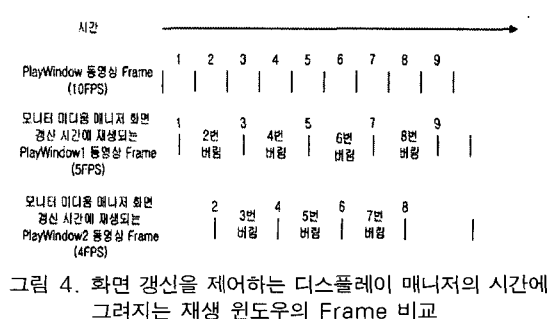 시간
1 2 3 4 5 6 7 8 9
PlayWindow 동영상 Frame
(10FPS)
모니터 미디움 매니저 화면
갱신 시간에 재생되는
PlayWindow1 동영상 Frame
(5FPS)
1 3 5 7 9
2번 4번 6번 8번
버림 버림 버림 버림
모니터 미디움 매니저 화면
갱신 시간에 재생되는
PlayWindow2 동영상 Frame
(4FPS)
2 4 6 8
3번 5번 7번
버림 버림 버림
그림 4. 화면 갱신을 제어하는 디스플레이 매니저의 시간에
그려지는 재생 윈도우의 Frame 비교